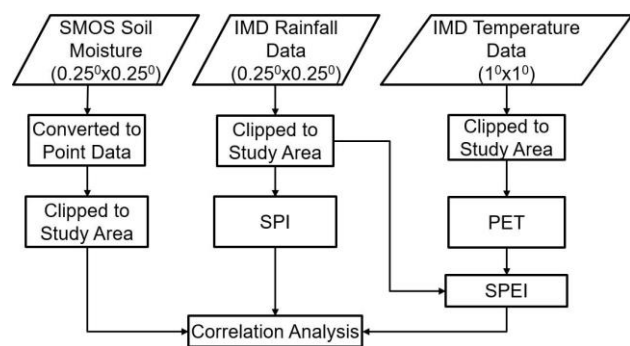 SMOS Soil
Moisture
(0.25⁰x0.25⁰)
IMD Rainfall
Data
(0.25⁰x0.25⁰)
IMD Temperature
Data
(1⁰x1⁰)
Converted to
Point Data
Clipped to
Study Area
Clipped to
Study Area
Clipped to
Study Area
SPI
PET
SPEI
Correlation Analysis